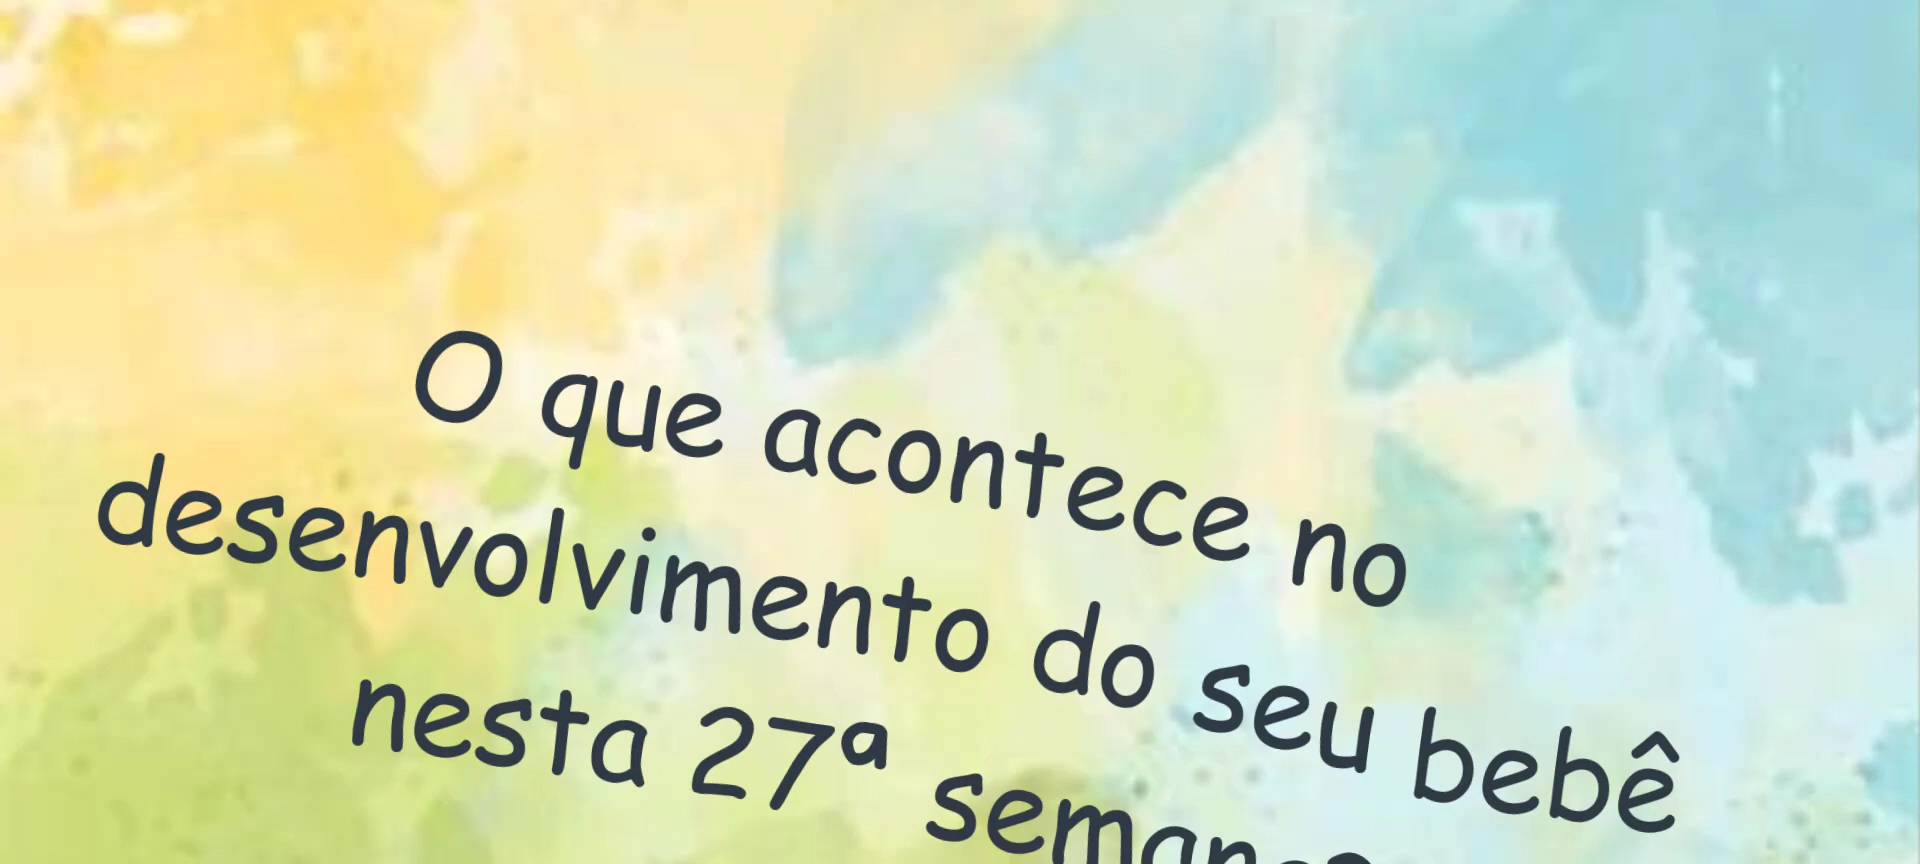 O que acontece no
desenvolvimento do seu bebê
nesta 27ª